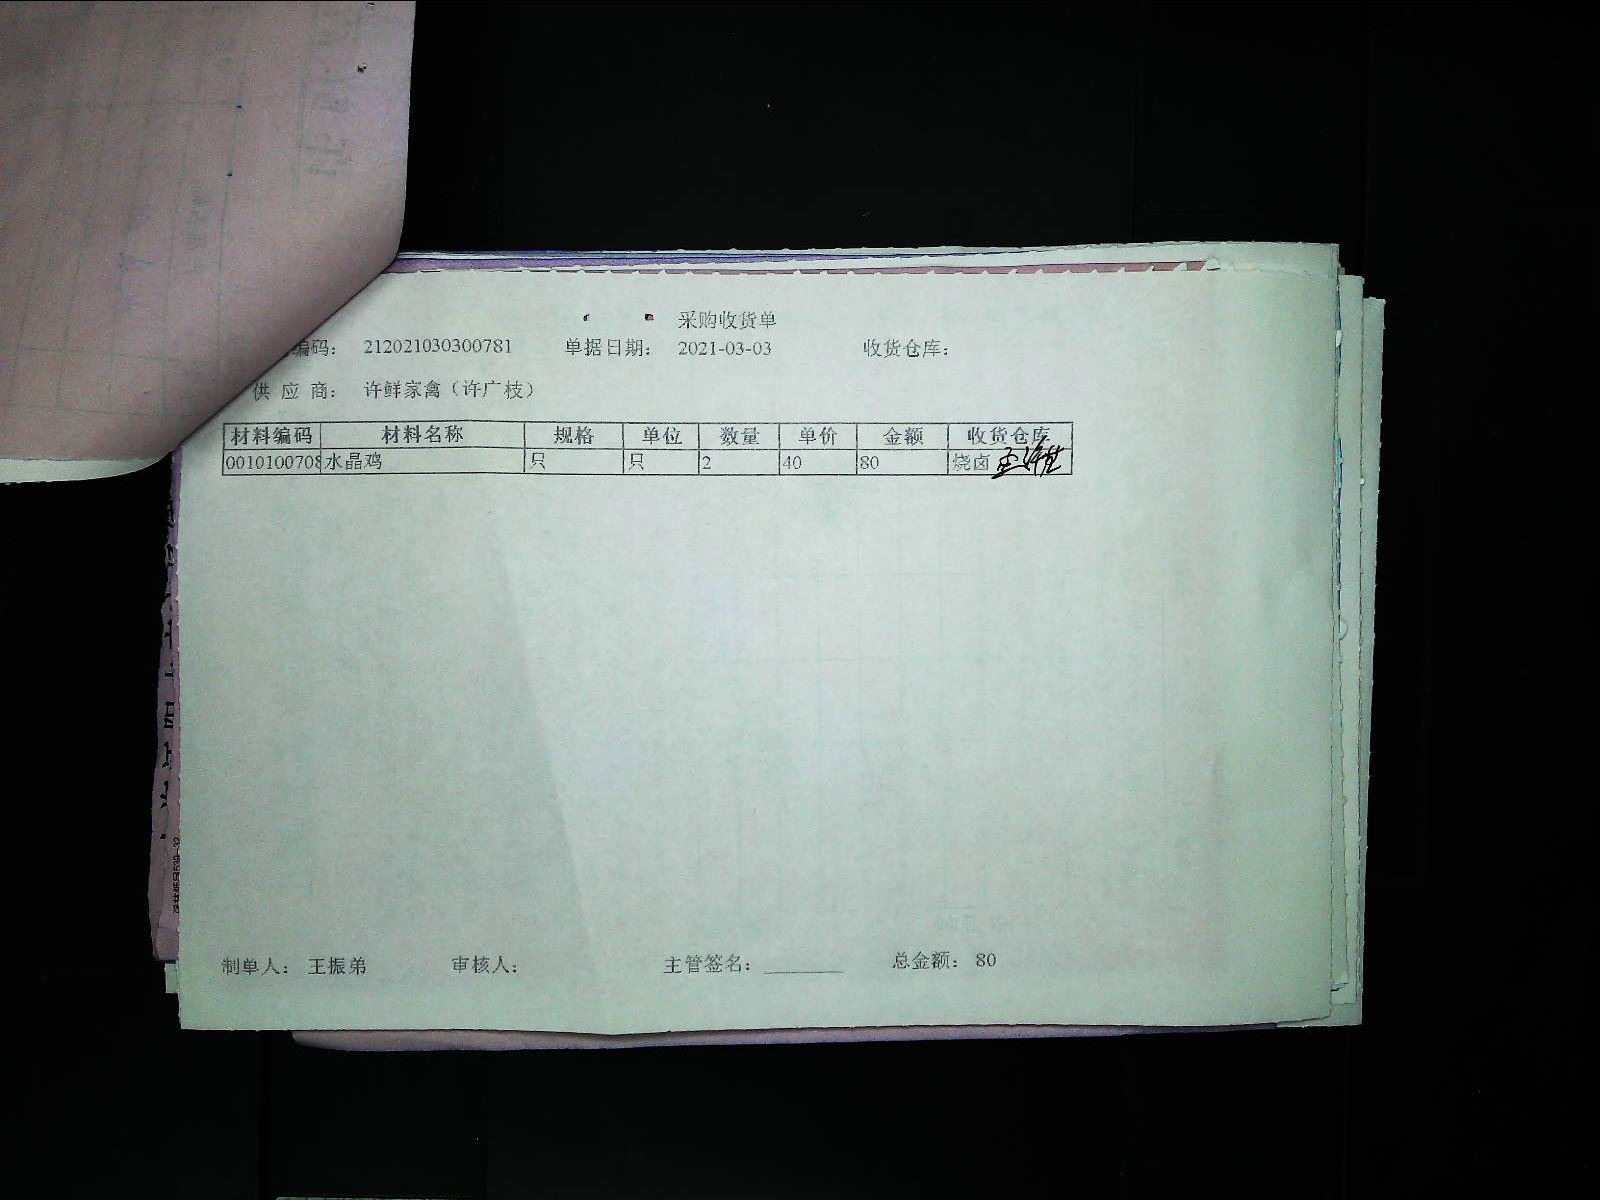 采购收货单
编码： 212021030300781 单据日期： 2021-03-03 收货仓库：
供 应 商： 许鲜家禽（许广枝）
材料编码 材料名称 规格 单位 数量 单价 金额 收货仓库
0010100708 水晶鸡 只 只 2 40 80 烧卤
制单人： 王振弟 审核人： 主管签名：________ 总金额： 80